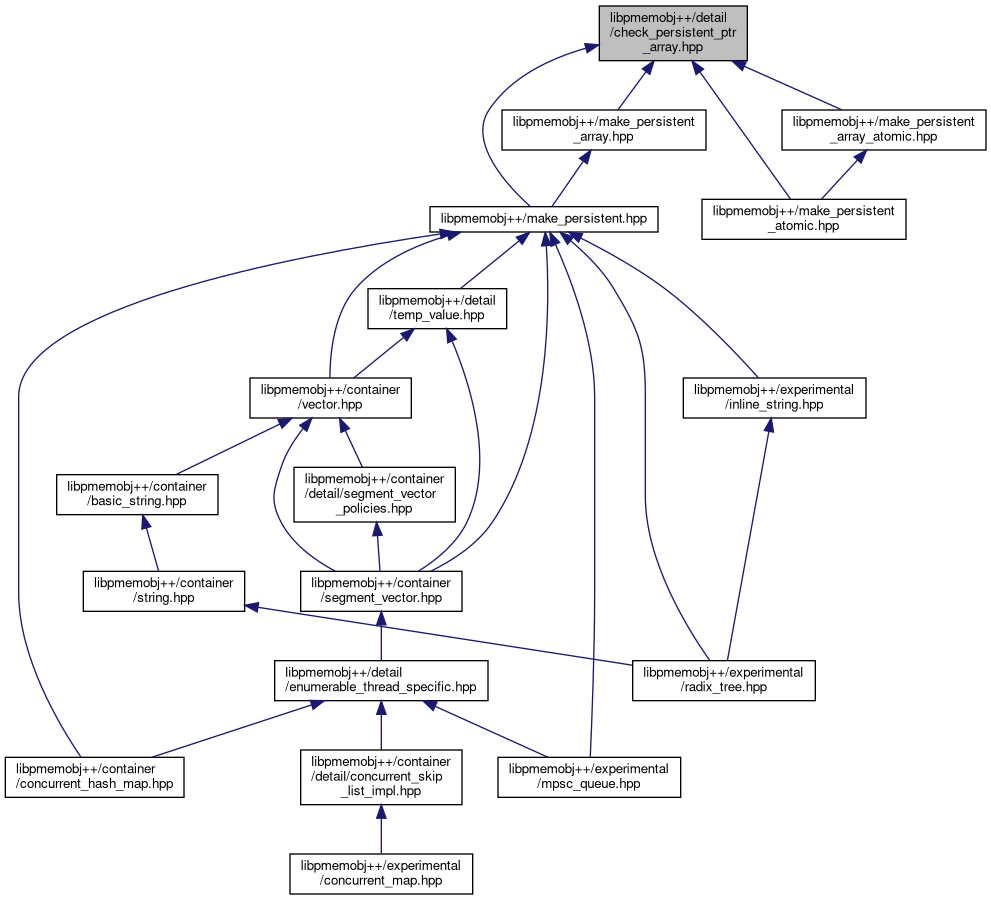 libpmemobj++/detail
/check_persistent_ptr
_array.hpp
libpmemobj++/make_persistent
_array.hpp
libpmemobj++/make_persistent
_array_atomic.hpp
libpmemobj++/make_persistent.hpp
libpmemobj++/make_persistent
_atomic.hpp
libpmemobj++/detail
/temp_value.hpp
libpmemobj++/container
/vector.hpp
libpmemobj++/experimental
/inline_string.hpp
libpmemobj++/container
/basic_string.hpp
libpmemobj++/container
/detail/segment_vector
_policies.hpp
libpmemobj++/container
/string.hpp
libpmemobj++/container
/segment_vector.hpp
libpmemobj++/detail
/enumerable_thread_specific.hpp
libpmemobj++/experimental
/radix_tree.hpp
libpmemobj++/container
/concurrent_hash_map.hpp
libpmemobj++/container
/detail/concurrent_skip
_list_impl.hpp
libpmemobj++/experimental
/mpsc_queue.hpp
libpmemobj++/experimental
/concurrent_map.hpp